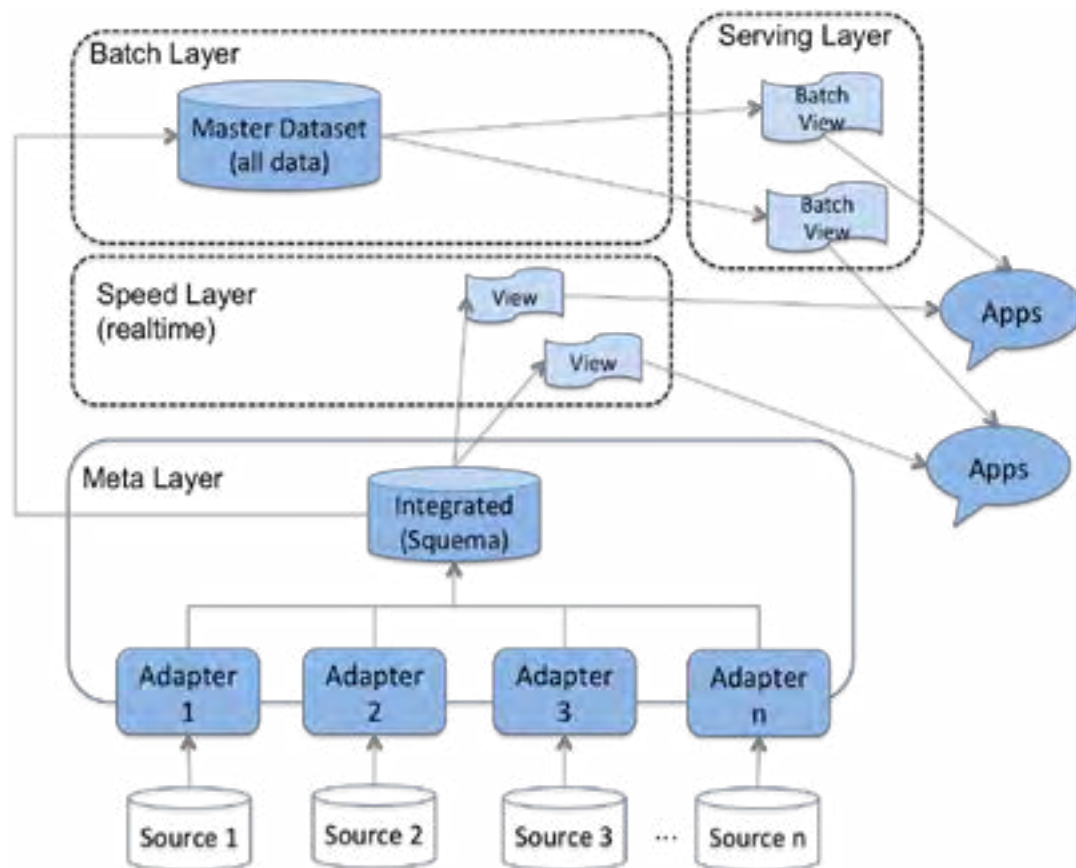 Batch Layer
Master Dataset
(all data)
Serving Layer
Batch
View
Batch
View
Speed Layer
(realtime)
View
View
Apps
Apps
Meta Layer
Integrated
(Squema)
Adapter
1
Adapter
2
Adapter
3
Adapter
n
Source 1
Source 2
Source 3
...
Source n